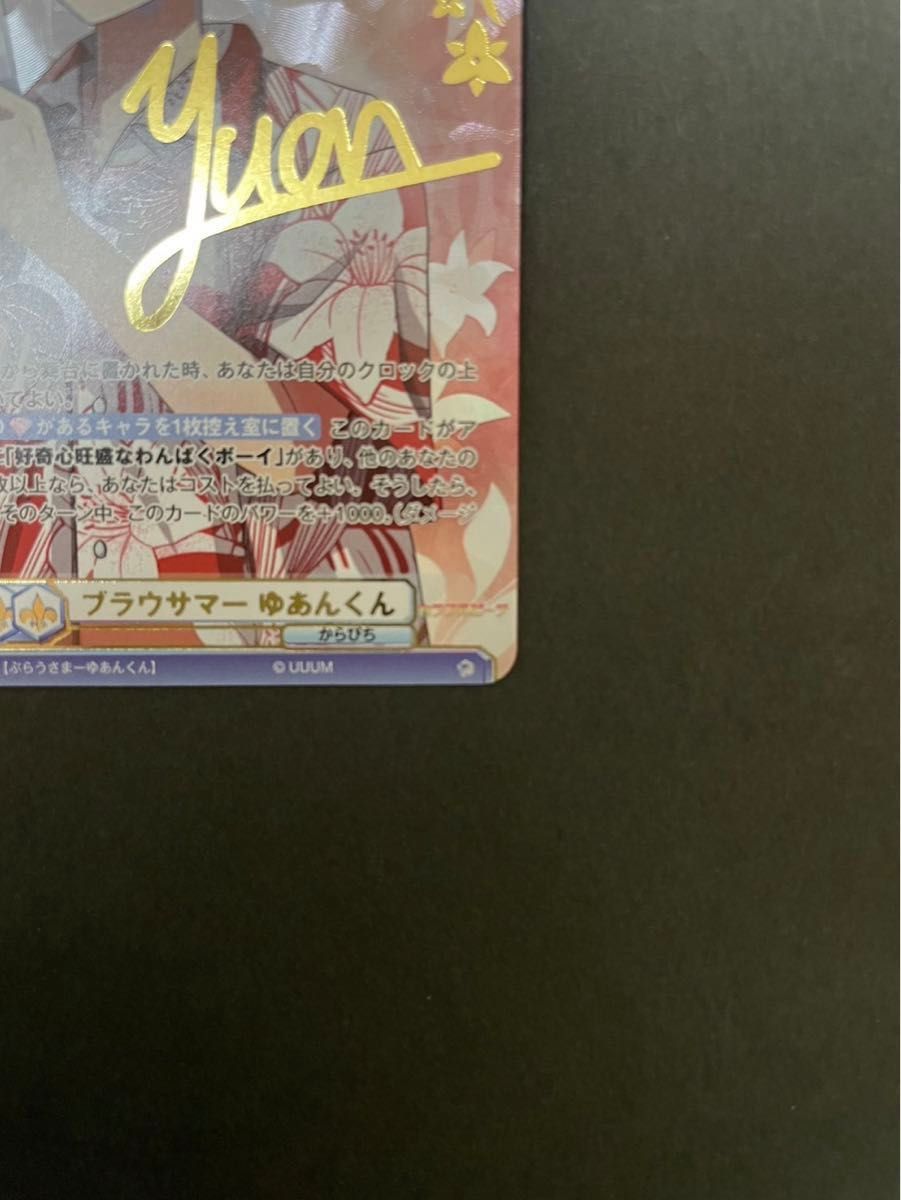 yuan
から舞台に置かれた時、あなたは自分のクロックの上
てよい。
があるキャラを1枚控え室に置く このカードがア
「好奇心旺盛なわんぱくボーイ」があり、他のあなたの
以上なら、あなたはコストを払ってよい。そうしたら、
そのターン中、このカードのパワーを+1000。(ダメージ
0
ブラウサマー ゆあんくん
からぴち
【ぶらうさまーゆあんくん】 © UUUM